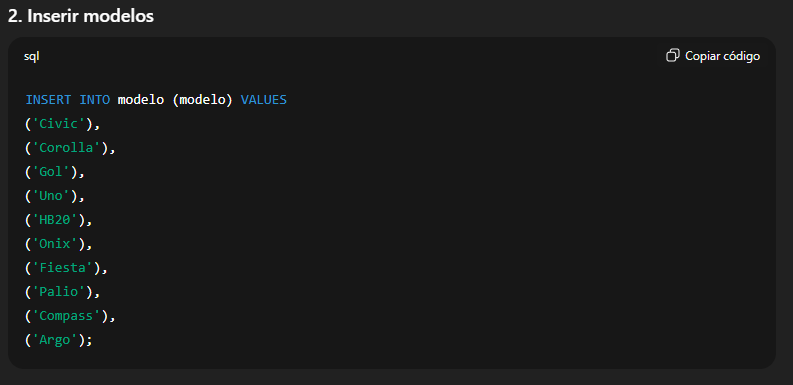 2. Inserir modelos
sql
Copiar código
INSERT INTO modelo (modelo) VALUES
('Civic'),
('Corolla'),
('Gol'),
('Uno'),
('HB20'),
('Onix'),
('Fiesta'),
('Palio'),
('Compass'),
('Argo');